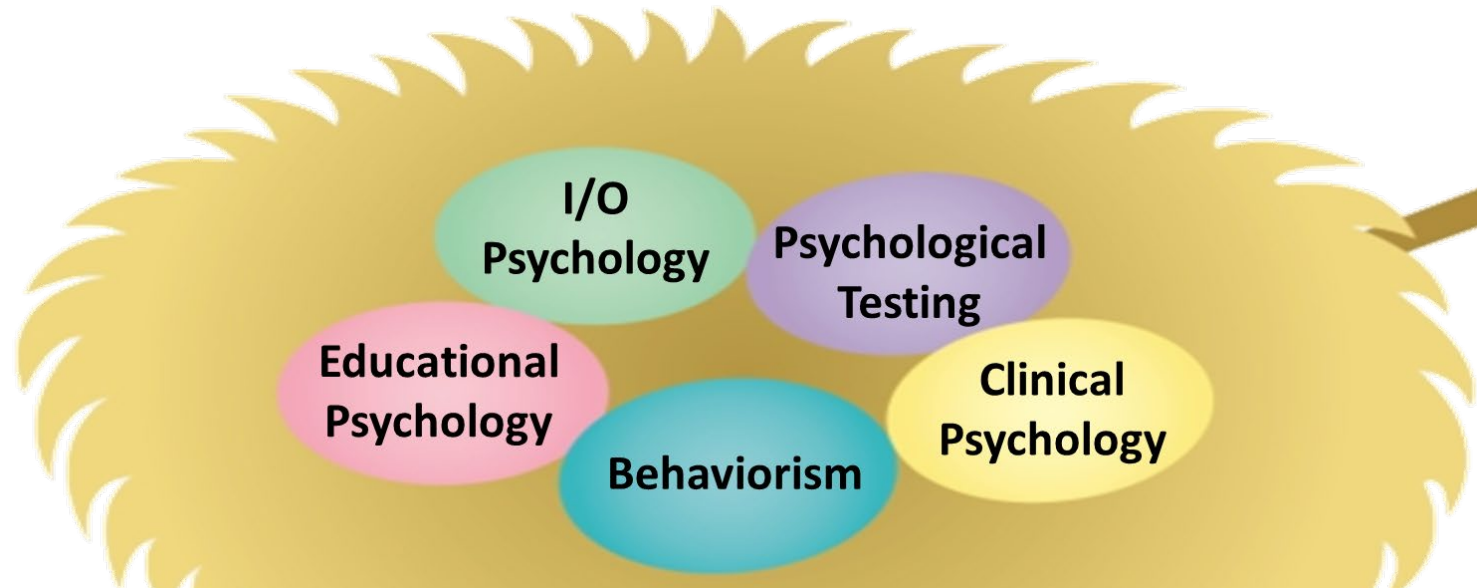 I/O
Psychology
Psychological
Testing
Educational
Psychology
Clinical
Psychology
Behaviorism